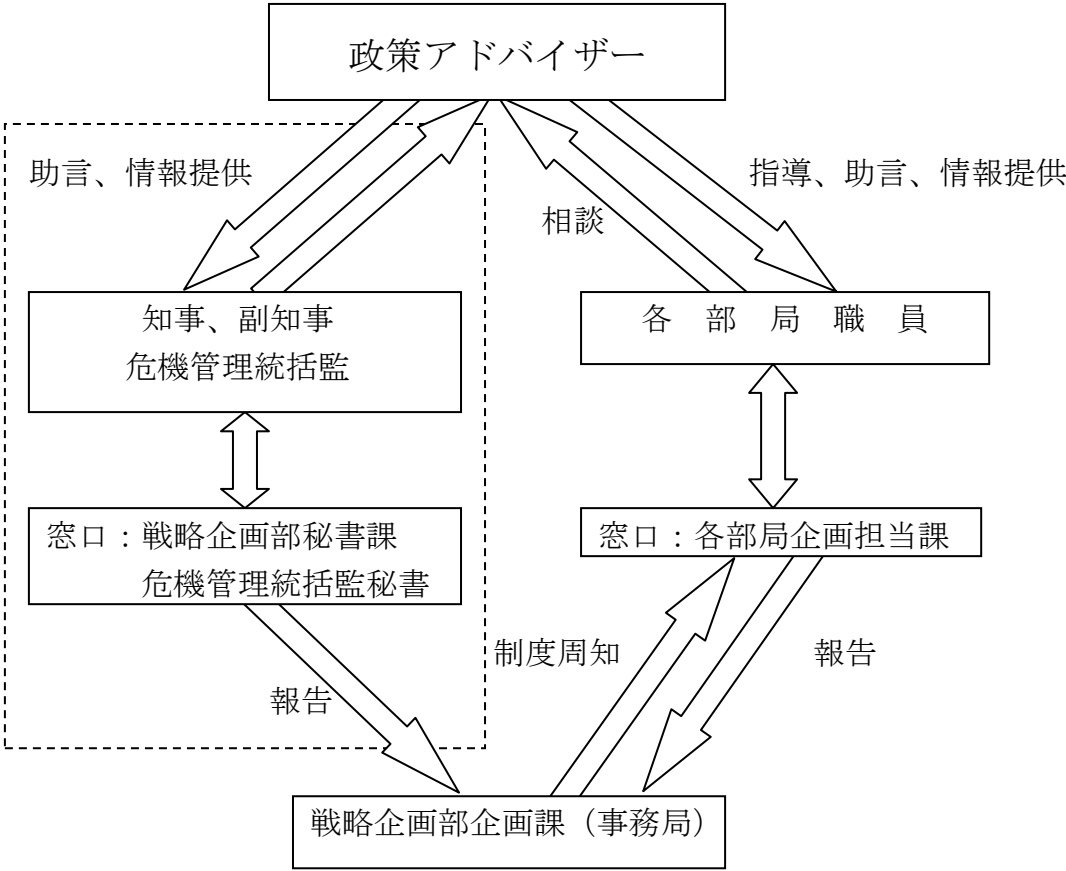 政策アドバイザー
助言、情報提供
指導、助言、情報提供
相談
知事、副知事
危機管理統括監
各　部　局　職　員
窓口：戦略企画部秘書課
危機管理統括監秘書
窓口：各部局企画担当課
制度周知
報告
報告
戦略企画部企画課（事務局）